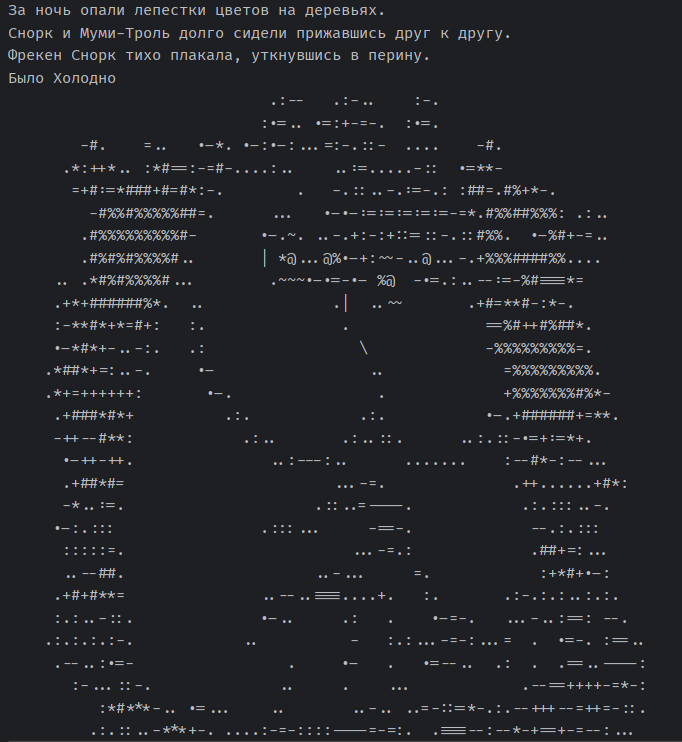 За ночь опали лепестки цветов на деревьях.
Снорк и Муми-Троль долго сидели прижавшись друг к другу.
Фрекен Снорк тихо плакала, уткнувшись в перину.
Было Холодно